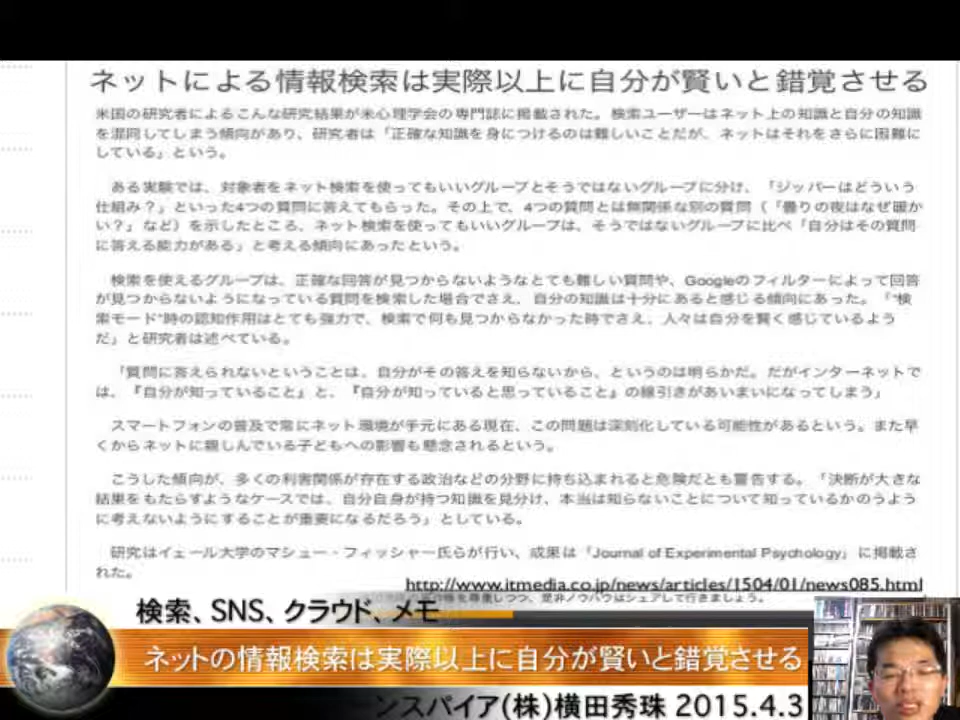 ネットによる情報検索は実際以上に自分が賢いと錯覚させる
米国の研究者によるこんな研究結果が米心理学会の専門誌に掲載された。検索ユーザーはネット上の知識と自分の知識
を混同してしまう傾向があり、研究者は「正確な知識を身につけるのは難しいことだが、ネットはそれをさらに困難に
している」という。
ある実験では、対象者をネット検索を使ってもいいグループとそうではないグループに分け、「ジッパーはどういう
仕組み？」といった4つの質問に答えてもらった。その上で、4つの質問とは無関係な別の質問（「曇りの夜はなぜ暖か
い？」など）を示したところ、ネット検索を使ってもいいグループは、そうではないグループに比べ「自分はその質問
に答える能力がある」と考える傾向にあったという。
検索を使えるグループは、正確な回答が見つからないようなとても難しい質問や、Googleのフィルターによって回答
が見つからないようになっている質問を検索した場合でさえ、自分の知識は十分にあると感じる傾向にあった。「"検
索モード"時の認知作用はとても強力で、検索で何も見つからなかった時でさえ、人々は自分を賢く感じているよう
だ」と研究者は述べている。
「質問に答えられないということは、自分がその答えを知らないから、というのは明らかだ。だがインターネットで
は、『自分が知っていること』と、『自分が知っていると思っていること』の線引きがあいまいになってしまう」
スマートフォンの普及で常にネット環境が手元にある現在、この問題は深刻化している可能性があるという。また早
くからネットに親しんでいる子どもへの影響も懸念されるという。
こうした傾向が、多くの利害関係が存在する政治などの分野に持ち込まれると危険だとも警告する。「決断が大きな
結果をもたらすようなケースでは、自分自身が持つ知識を見分け、本当は知らないことについて知っているかのよう
に考えないようにすることが重要になるだろう」としている。
研究はイェール大学のマシュー・フィッシャー氏らが行い、成果は「Journal of Experimental Psychology」に掲載さ
れた。
http://www.itmedia.co.jp/news/articles/1504/01/news085.html
しつつ、是非ノウハウはシェアして行きましょう。
検索、SNS、クラウド、メモ
ネットの情報検索は実際以上に自分が賢いと錯覚させる
ンスパイア(株)横田秀珠 2015.4.3